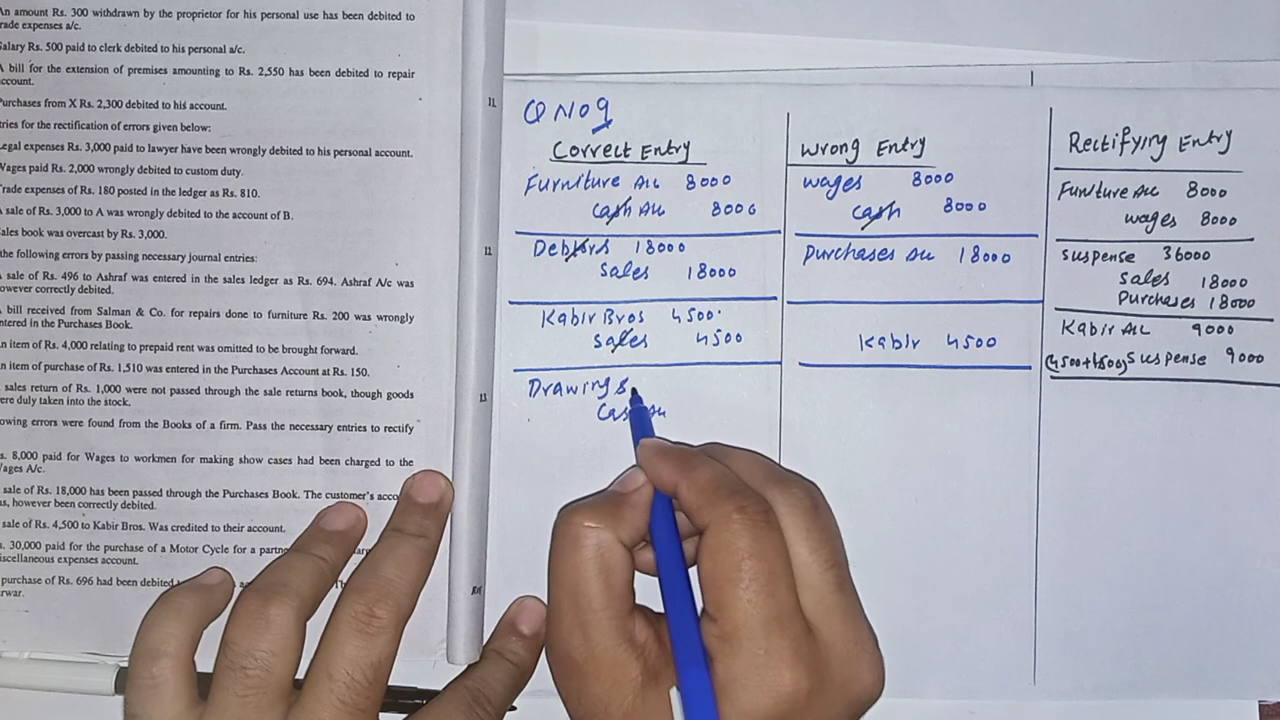 An amount Rs. 300 withdrawn by the proprietor for his personal use has been debited to
rade expenses a/c.
Salary Rs. 500 paid to clerk debited to his personal a/c.
A bill for the extension of premises amounting to Rs. 2,550 has been debited to repair
ccount.
Purchases from X Rs. 2,300 debited to his account.
tries for the rectification of errors given below:
Legal expenses Rs. 3,000 paid to lawyer have been wrongly debited to his personal account.
Wages paid Rs. 2,000 wrongly debited to custom duty.
Trade expenses of Rs. 180 posted in the ledger as Rs. 810.
A sale of Rs. 3,000 to A was wrongly debited to the account of B.
ales book was overcast by Rs. 3,000.
the following errors by passing necessary journal entries:
A sale of Rs. 496 to Ashraf was entered in the sales ledger as Rs. 694. Ashraf A/c was
owever correctly debited.
bill received from Salman & Co. for repairs done to furniture Rs. 200 was wrongly
ntered in the Purchases Book.
n item of Rs. 4,000 relating to prepaid rent was omitted to be brought forward.
n item of purchase of Rs. 1,510 was entered in the Purchases Account at Rs. 150.
sales return of Rs. 1,000 were not passed through the sale returns book, though goods
ere duly taken into the stock.
owing errors were found from the Books of a firm. Pass the necessary entries to rectify
s. 8,000 paid for Wages to workmen for making show cases had been charged to the
Wages A/c.
sale of Rs. 18,000 has been passed through the Purchases Book. The customer's acco
as, however been correctly debited.
sale of Rs. 4,500 to Kabir Bros. Was credited to their account.
s. 30,000 paid for the purchase of a Motor Cycle for a partn
iscellaneous expenses account.
purchase of Rs. 696 had been debited
rwar.
11
12
13
Q NO 9
Correct Entry
Furniture Acc 8000
cash Acc 8000
Debtors 18000
Sales 18000
Kabir Bros 4500
Sales 4500
Drawings
Wrong Entry
wages 8000
cash 8000
purchases Acc 18000
Kabir 4500
Rectifying Entry
Furniture Acc 8000
wages 8000
suspense 36000
sales 18000
Purchases 18000
Kabir Acc 9000
(4500+4500) suspense 9000